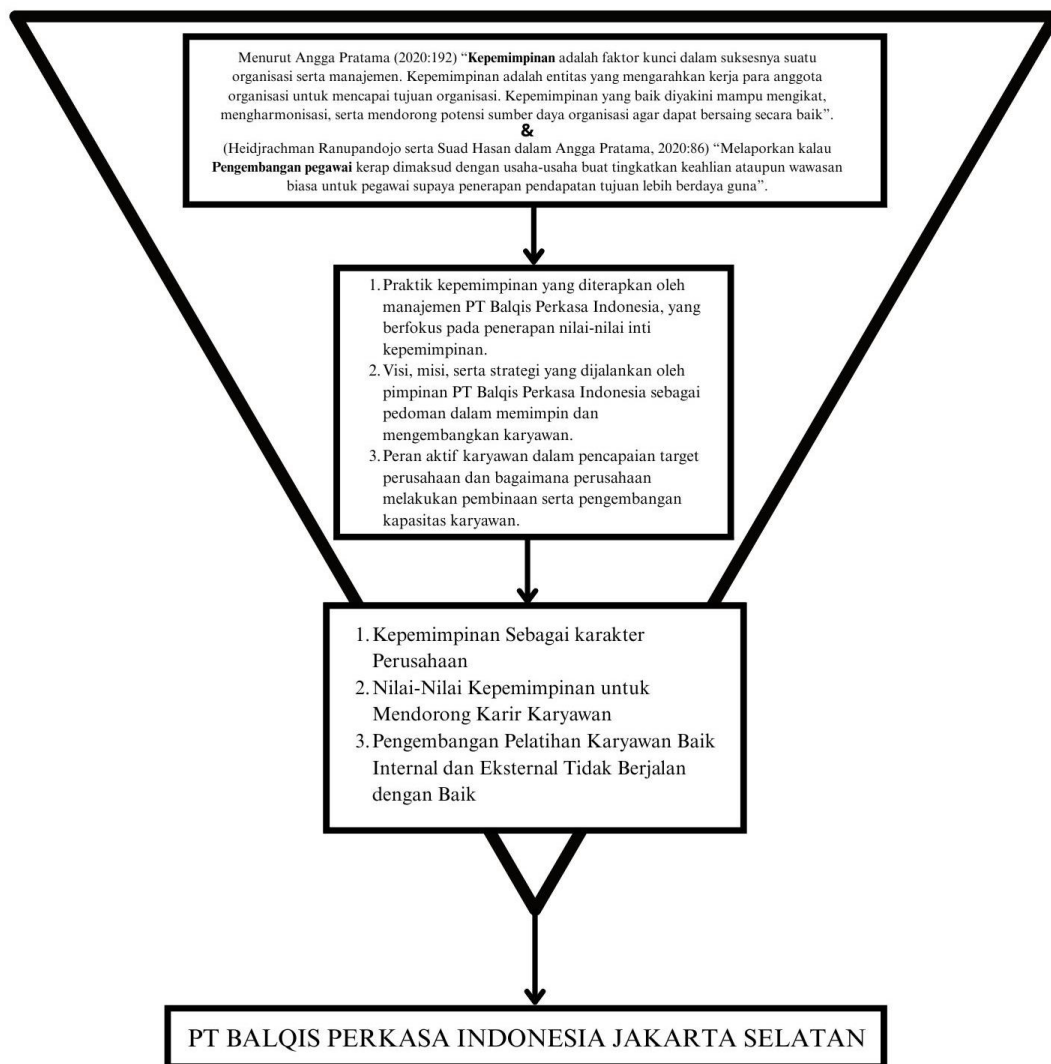 Menurut Angga Pratama (2020:192) “Kepemimpinan adalah faktor kunci dalam suksesnya suatu
organisasi serta manajemen. Kepemimpinan adalah entitas yang mengarahkan kerja para anggota
organisasi untuk mencapai tujuan organisasi. Kepemimpinan yang baik diyakini mampu mengikat,
mengharmonisasi, serta mendorong potensi sumber daya organisasi agar dapat bersaing secara baik”.
&
(Heidjrachman Ranupandojo serta Suad Hasan dalam Angga Pratama, 2020:86) “Melaporkan kalau
Pengembangan pegawai kerap dimaksud dengan usaha-usaha buat tingkatkan keahlian ataupun wawasan
biasa untuk pegawai supaya penerapan pendapatan tujuan lebih berdaya guna”.
1. Praktik kepemimpinan yang diterapkan oleh
manajemen PT Balqis Perkasa Indonesia, yang
berfokus pada penerapan nilai-nilai inti
kepemimpinan.
2. Visi, misi, serta strategi yang dijalankan oleh
pimpinan PT Balqis Perkasa Indonesia sebagai
pedoman dalam memimpin dan
mengembangkan karyawan.
3. Peran aktif karyawan dalam pencapaian target
perusahaan dan bagaimana perusahaan
melakukan pembinaan serta pengembangan
kapasitas karyawan.
1. Kepemimpinan Sebagai karakter
Perusahaan
2. Nilai-Nilai Kepemimpinan untuk
Mendorong Karir Karyawan
3. Pengembangan Pelatihan Karyawan Baik
Internal dan Eksternal Tidak Berjalan
dengan Baik
PT BALQIS PERKASA INDONESIA JAKARTA SELATAN